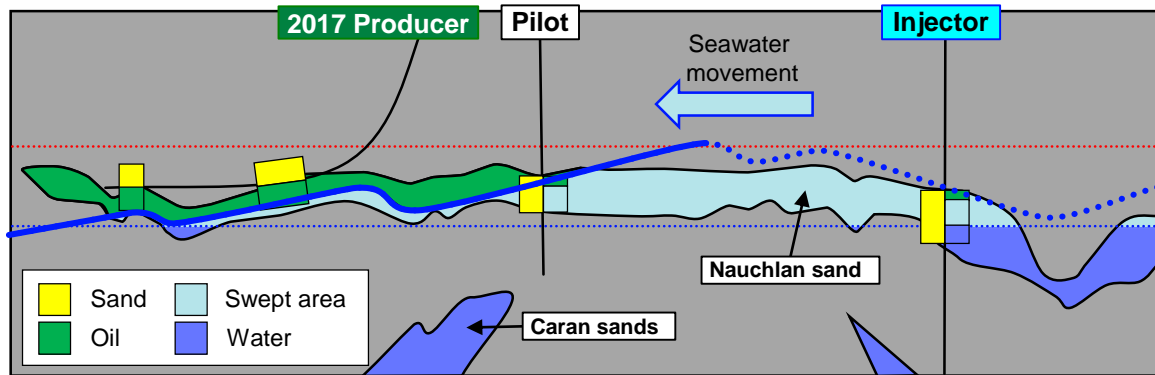 2017 Producer
Pilot
Injector
Seawater
movement
Nauchlan sand
Caran sands
Sand
Swept area
Oil
Water